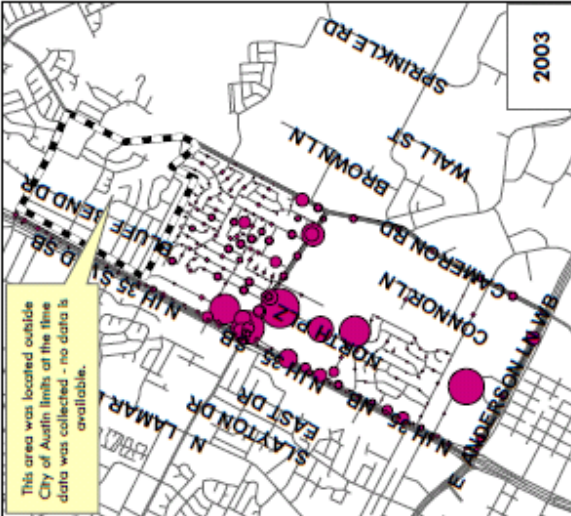 This area was located outside
City of Austin limits at the time
data was collected - no data is
available.
2003
SPRINKLE RD
BROWN LN
WALL ST
CAMERON RD
BLUFF BEND DR
D SB
N IH 35 S
N LAMAR
SLAYTON DR
EAST DR
N IH 35 NB
CONNOR LN
NORTH P
N IH 35 NB
E ANDERSON LN WB